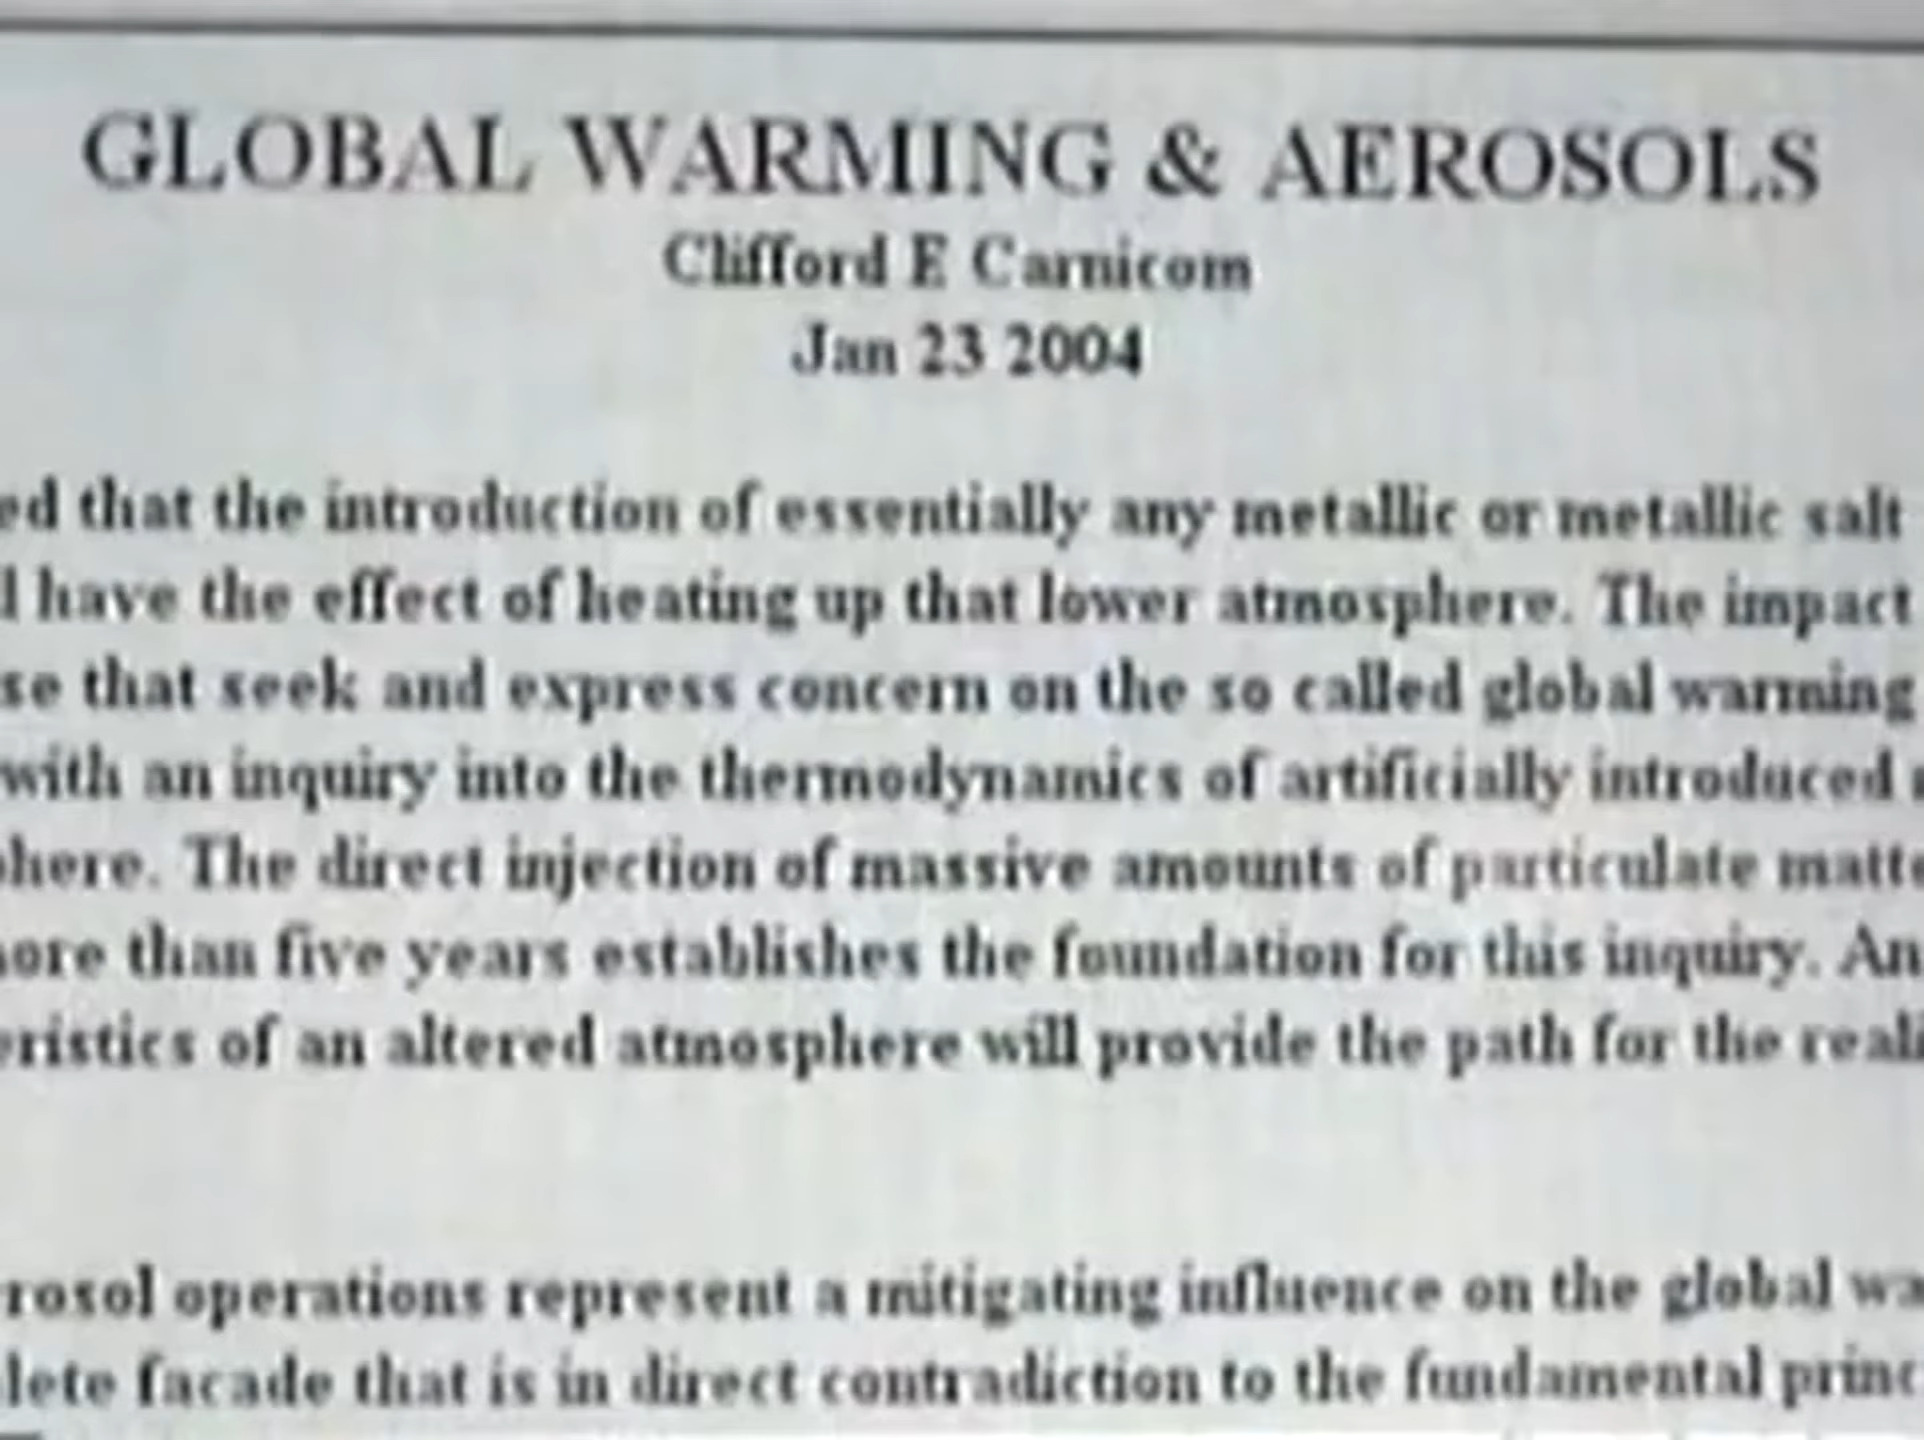 GLOBAL WARMING & AEROSOLS
Clifford E Carnicom
Jan 23 2004
ed that the introduction of essentially any metallic or metallic salt
l have the effect of heating up that lower atmosphere. The impact
se that seek and express concern on the so called global warming
with an inquiry into the thermodynamics of artificially introduced
here. The direct injection of massive amounts of particulate matte
ore than five years establishes the foundation for this inquiry. An
eristics of an altered atmosphere will provide the path for the reali
rosol operations represent a mitigating influence on the global wa
lete facade that is in direct contradiction to the fundamental princ